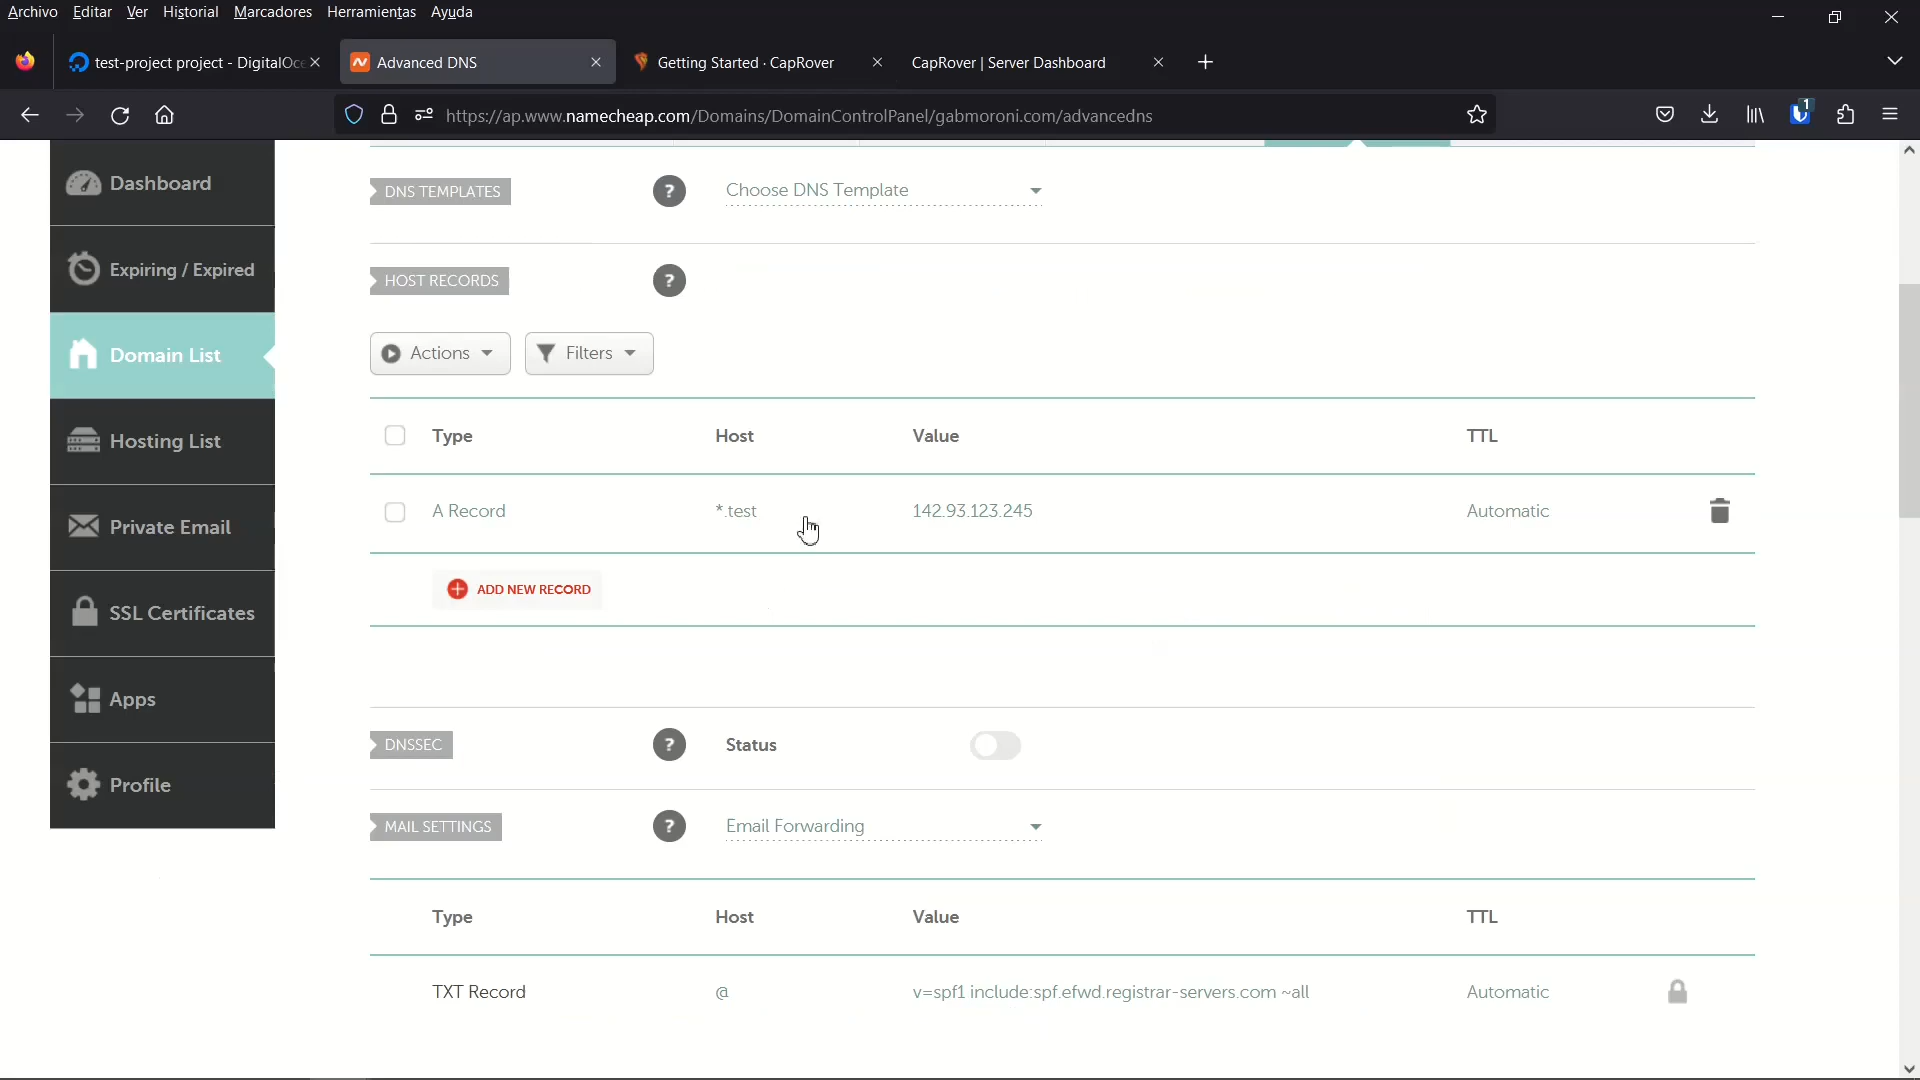 Archivo Editar Ver Historial Marcadores Herramientas Ayuda
test-project project - DigitalOce
Advanced DNS
Getting Started · CapRover
CapRover | Server Dashboard
https://ap.www.namecheap.com/Domains/DomainControlPanel/gabmoroni.com/advancedns
1
Dashboard
Expiring / Expired
Domain List
Hosting List
Private Email
SSL Certificates
Apps
Profile
DNS TEMPLATES ? Choose DNS Template
HOST RECORDS ?
Actions Filters
Type Host Value TTL
A Record *.test 142.93.123.245 Automatic
ADD NEW RECORD
DNSSEC ? Status
MAIL SETTINGS ? Email Forwarding
Type Host Value TTL
TXT Record @ v=spf1 include:spf.efwd.registrar-servers.com ~all Automatic